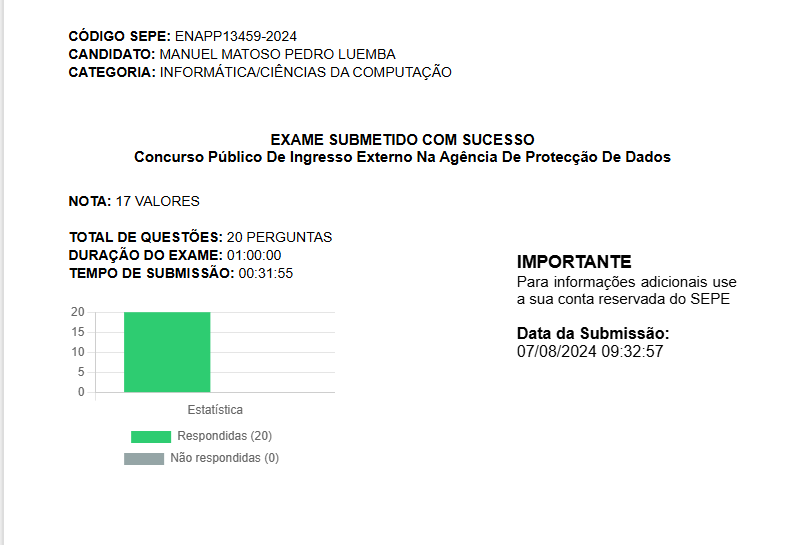 CÓDIGO SEPE: ENAPP13459-2024
CANDIDATO: MANUEL MATOSO PEDRO LUEMBA
CATEGORIA: INFORMÁTICA/CIÊNCIAS DA COMPUTAÇÃO
EXAME SUBMETIDO COM SUCESSO
Concurso Público De Ingresso Externo Na Agência De Protecção De Dados
NOTA: 17 VALORES
TOTAL DE QUESTÕES: 20 PERGUNTAS
DURAÇÃO DO EXAME: 01:00:00
TEMPO DE SUBMISSÃO: 00:31:55
20
15
10
5
0
Estatística
Respondidas (20)
Não respondidas (0)
IMPORTANTE
Para informações adicionais use
a sua conta reservada do SEPE
Data da Submissão:
07/08/2024 09:32:57